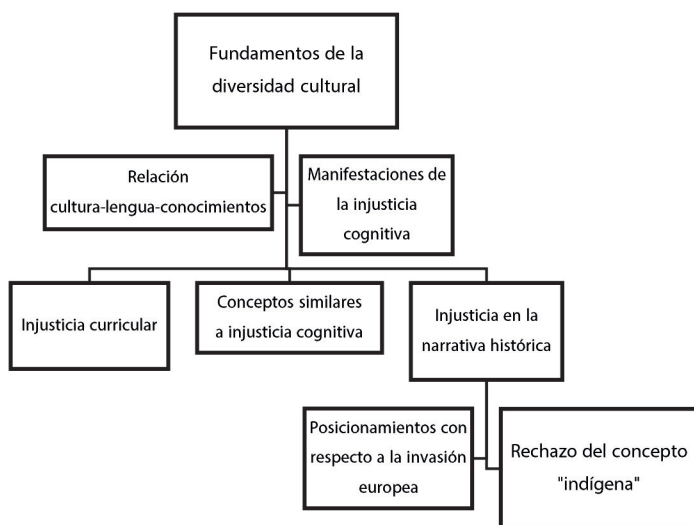 Fundamentos de la
diversidad cultural
Relación
cultura-lengua-conocimientos
Manifestaciones de
la injusticia
cognitiva
Injusticia curricular
Conceptos similares
a injusticia cognitiva
Injusticia en la
narrativa histórica
Posicionamientos con
respecto a la invasión
europea
Rechazo del concepto
"indígena"